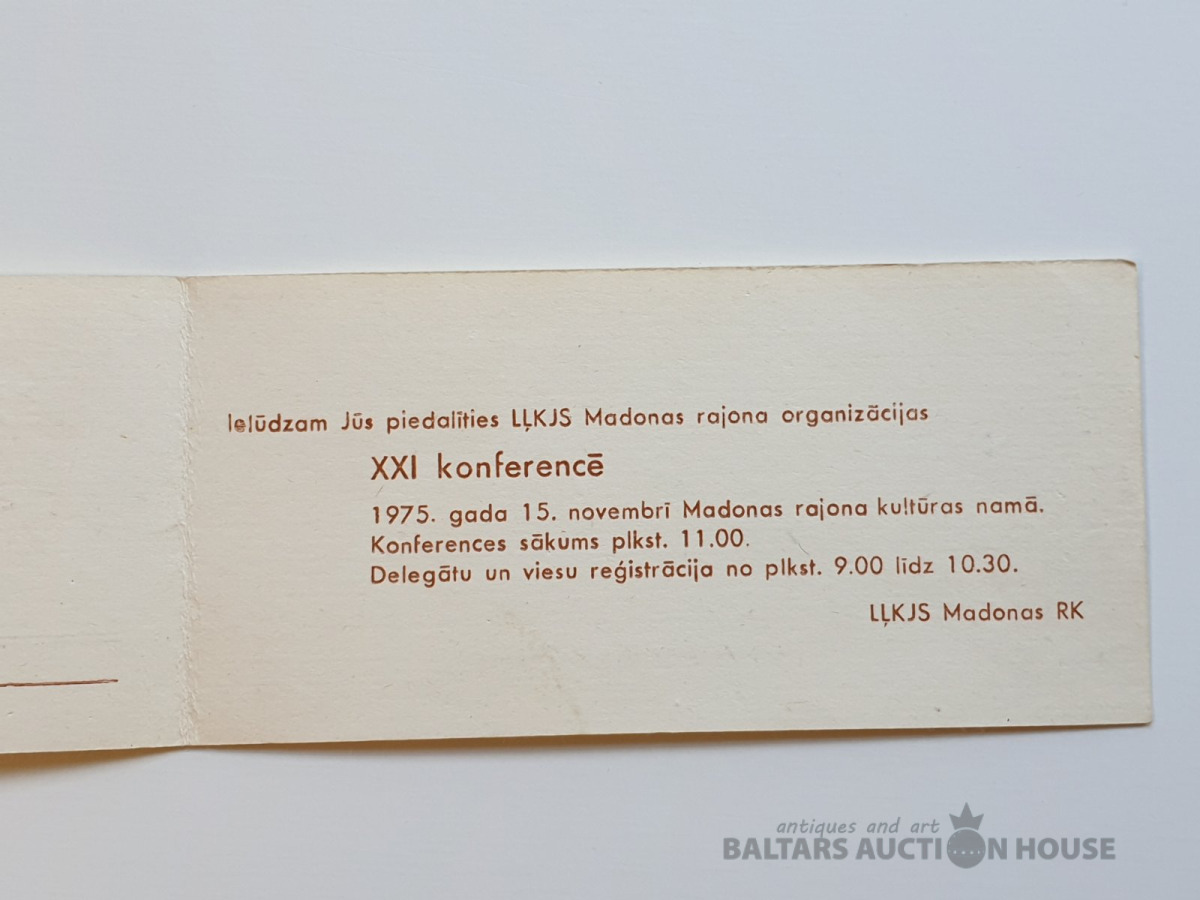 Ielūdzam Jūs piedalīties LĻKJS Madonas rajona organizācijas
XXI konferencē
1975. gada 15. novembrī Madonas rajona kultūras namā.
Konferences sākums plkst. 11.00.
Delegātu un viesu reģistrācija no plkst. 9.00 līdz 10.30.
LĻKJS Madonas RK
antiques and art
BALTARS AUCTION HOUSE